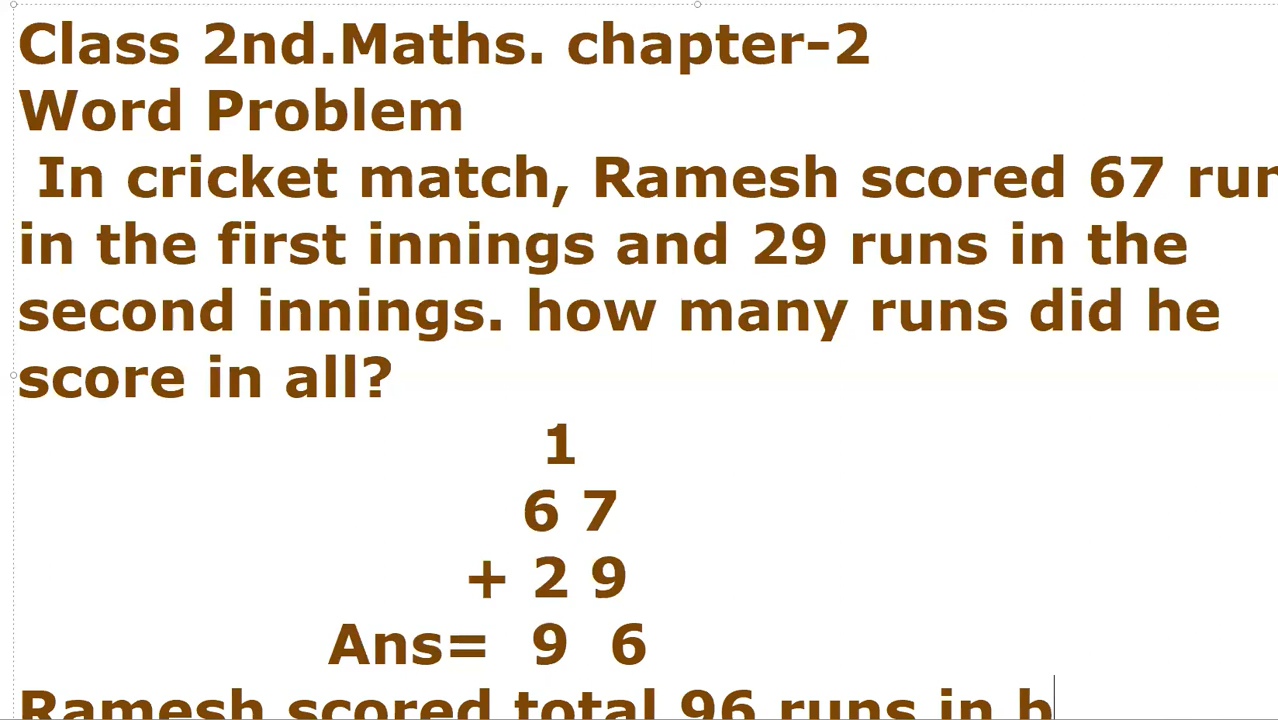 Class 2nd.Maths. chapter-2
Word Problem
In cricket match, Ramesh scored 67 run
in the first innings and 29 runs in the
second innings. how many runs did he
score in all?
1
6 7
+ 2 9
Ans= 9 6
Ramesh scored total 96 runs in b